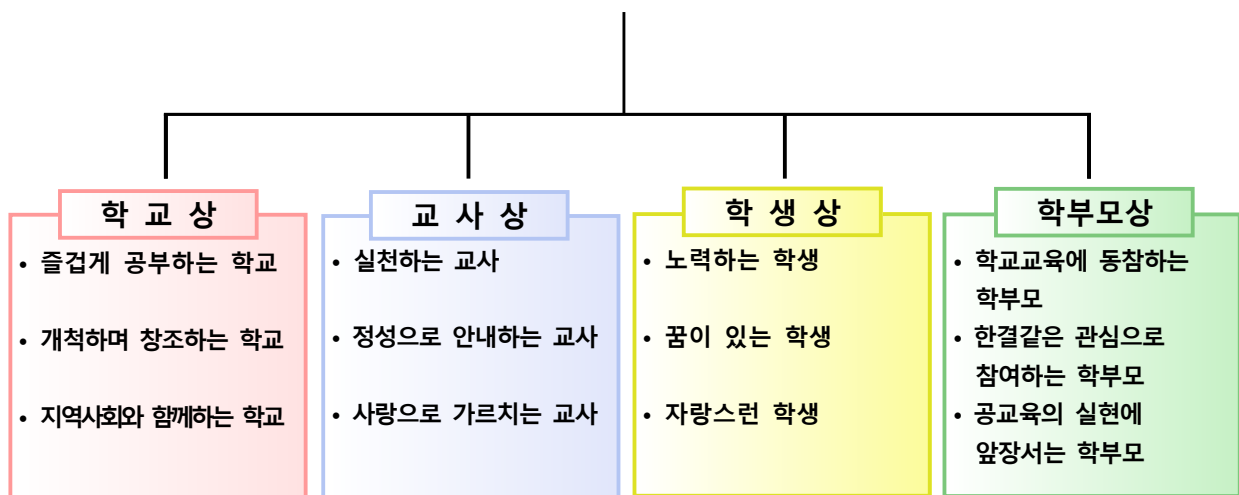 학 교 상
• 즐겁게 공부하는 학교
• 개척하며 창조하는 학교
• 지역사회와 함께하는 학교
교 사 상
• 실천하는 교사
• 정성으로 안내하는 교사
• 사랑으로 가르치는 교사
학 생 상
• 노력하는 학생
• 꿈이 있는 학생
• 자랑스런 학생
학부모상
• 학교교육에 동참하는
학부모
• 한결같은 관심으로
참여하는 학부모
• 공교육의 실현에
앞장서는 학부모